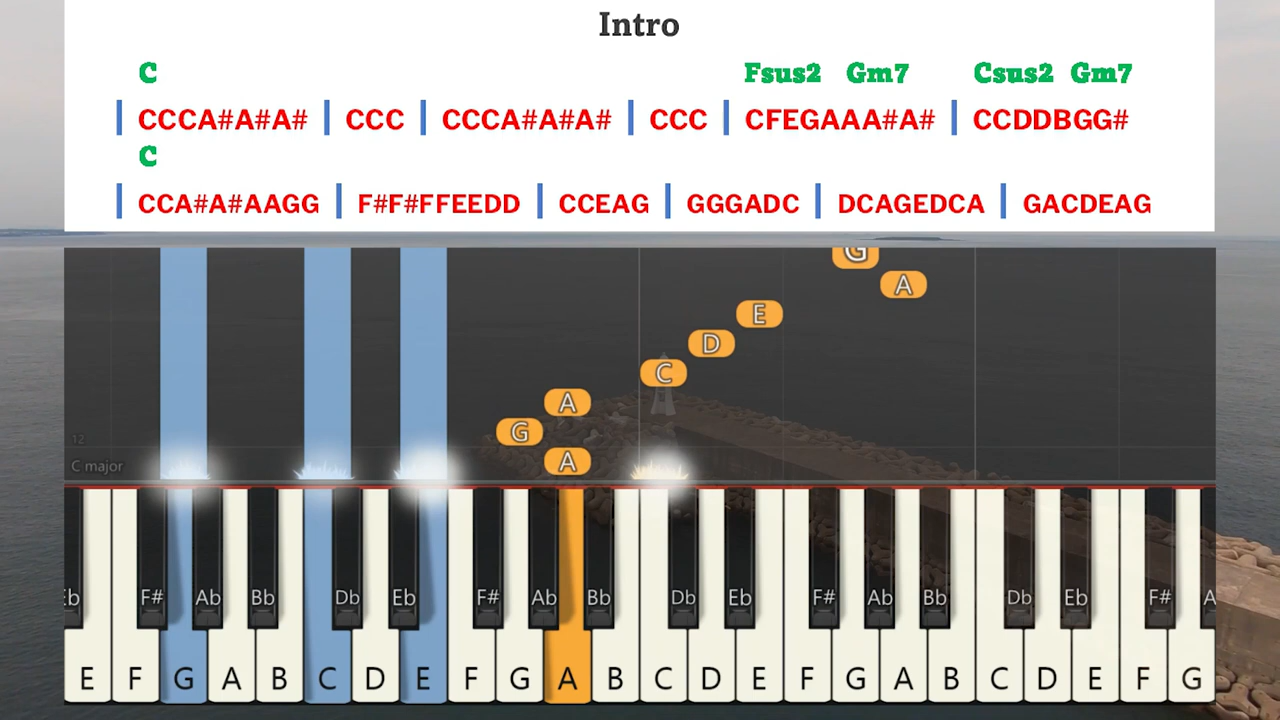 Intro
C Fsus2 Gm7 Csus2 Gm7
| CCCA#A#A# | CCC | CCCA#A#A# | CCC | CFEGAAA#A# | CCDDBGG#
C
| CCA#A#AAGG | F#F#FFEEDD | CCEAG | GGGADC | DCAGEDCA | GACDEAG
G
A
E
D
C
A
G
12
A
C major
Eb F# Ab Bb Db Eb F# Ab Bb Db Eb F# Ab Bb Db Eb F# A
E F G A B C D E F G A B C D E F G A B C D E F G